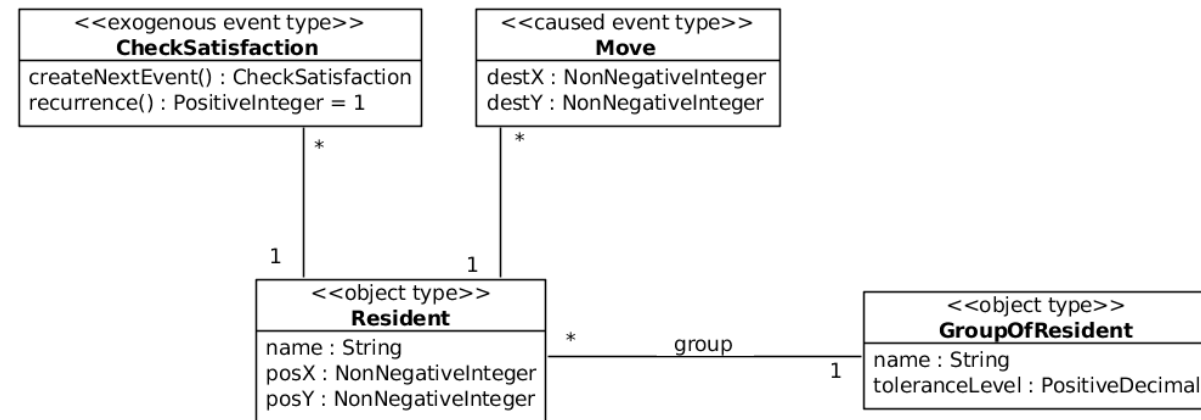 <<exogenous event type>>
CheckSatisfaction
createNextEvent() : CheckSatisfaction
recurrence() : PositiveInteger = 1
<<caused event type>>
Move
destX : NonNegativeInteger
destY : NonNegativeInteger
*
*
1
1
<<object type>>
Resident
name : String
posX : NonNegativeInteger
posY : NonNegativeInteger
*
group
1
<<object type>>
GroupOfResident
name : String
toleranceLevel : PositiveDecimal